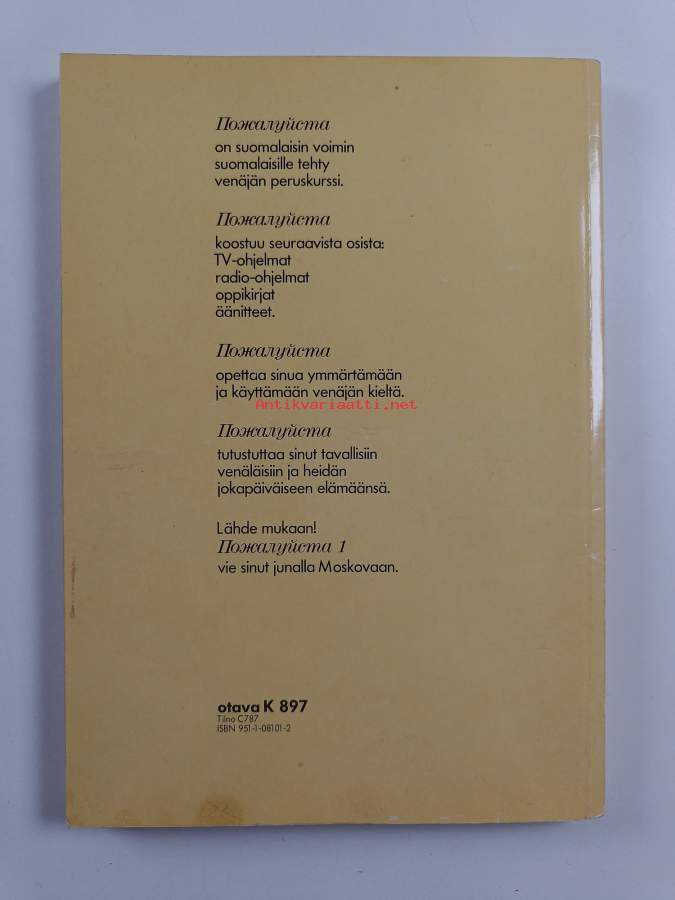 Пожалуйста
on suomalaisin voimin
suomalaisille tehty
venäjän peruskurssi.
Пожалуйста
koostuu seuraavista osista:
TV-ohjelmat
radio-ohjelmat
oppikirjat
äänitteet.
Пожалуйста
opettaa sinua ymmärtämään
ja käyttämään venäjän kieltä.
Antikvariaatti.net
Пожалуйста
tutustuttaa sinut tavallisiin
venäläisiin ja heidän
jokapäiväiseen elämäänsä.
Lähde mukaan!
Пожалуйста 1
vie sinut junalla Moskovaan.
otava K 897
Tilno C787
ISBN 951-1-08101-2